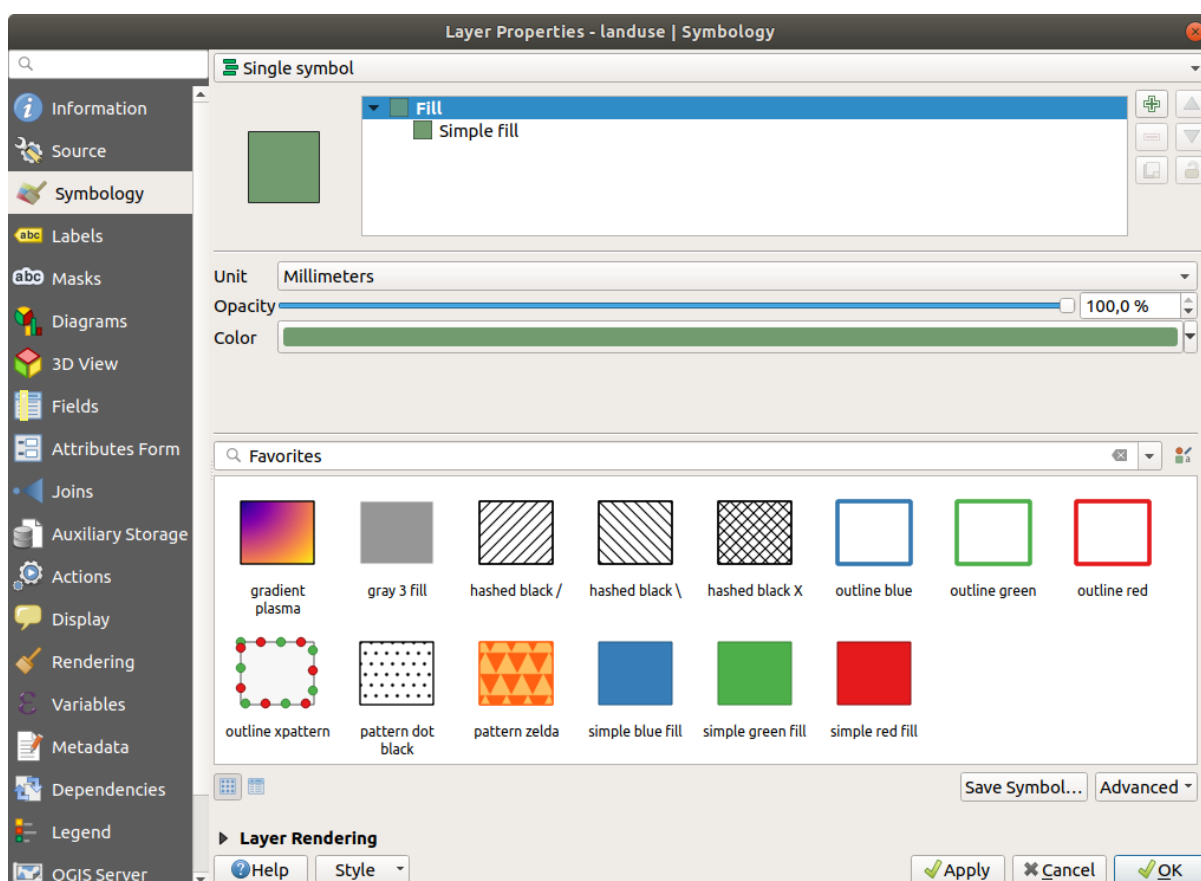 Layer Properties - landuse | Symbology
Single symbol
Information
Source
Symbology
abc Labels
abc Masks
Diagrams
3D View
Fields
Attributes Form
Joins
Auxiliary Storage
Actions
Display
Rendering
Variables
Metadata
Dependencies
Legend
QGIS Server
Fill
Simple fill
Unit Millimeters
Opacity 100,0 %
Color
Favorites
gradient plasma
gray 3 fill
hashed black /
hashed black \
hashed black X
outline blue
outline green
outline red
outline xpattern
pattern dot black
pattern zelda
simple blue fill
simple green fill
simple red fill
Save Symbol... Advanced
Layer Rendering
Help Style Apply Cancel OK